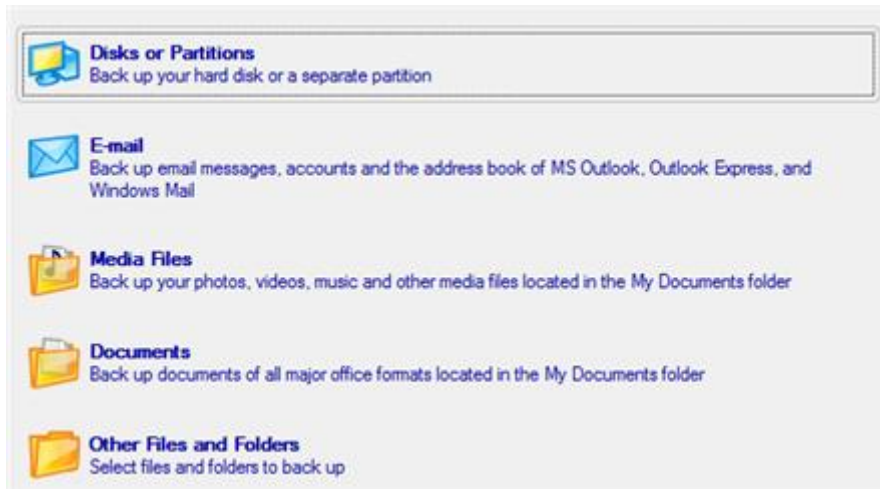 Disks or Partitions
Back up your hard disk or a separate partition
E-mail
Back up email messages, accounts and the address book of MS Outlook, Outlook Express, and
Windows Mail
Media Files
Back up your photos, videos, music and other media files located in the My Documents folder
Documents
Back up documents of all major office formats located in the My Documents folder
Other Files and Folders
Select files and folders to back up